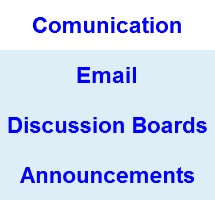 Comunication
Email
Discussion Boards
Announcements